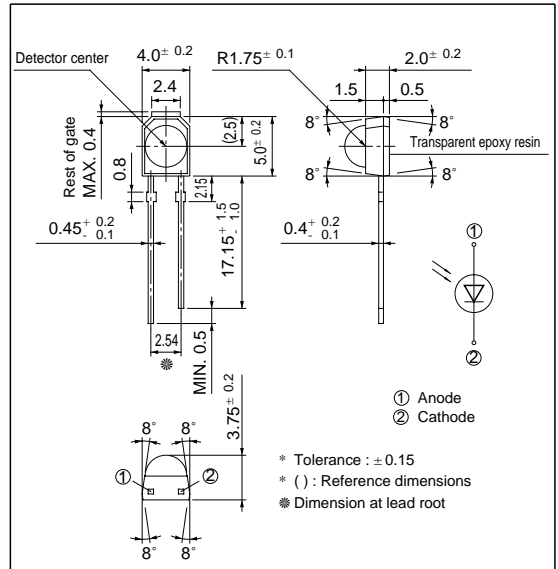 4.0± 0.2
Detector center
2.4
Rest of gate
MAX. 0.4
0.8
(2.5)
5.0± 0.2
2.15
0.45+ 0.2
- 0.1
17.15+ 1.5
- 1.0
2.54
MIN. 0.5
R1.75± 0.1
2.0± 0.2
1.5
0.5
8°
8°
Transparent epoxy resin
8°
8°
0.4+ 0.2
- 0.1
①
②
① Anode
② Cathode
8°
8°
3.75± 0.2
①
②
8°
8°
* Tolerance : ±0.15
* ( ) : Reference dimensions
❋ Dimension at lead root